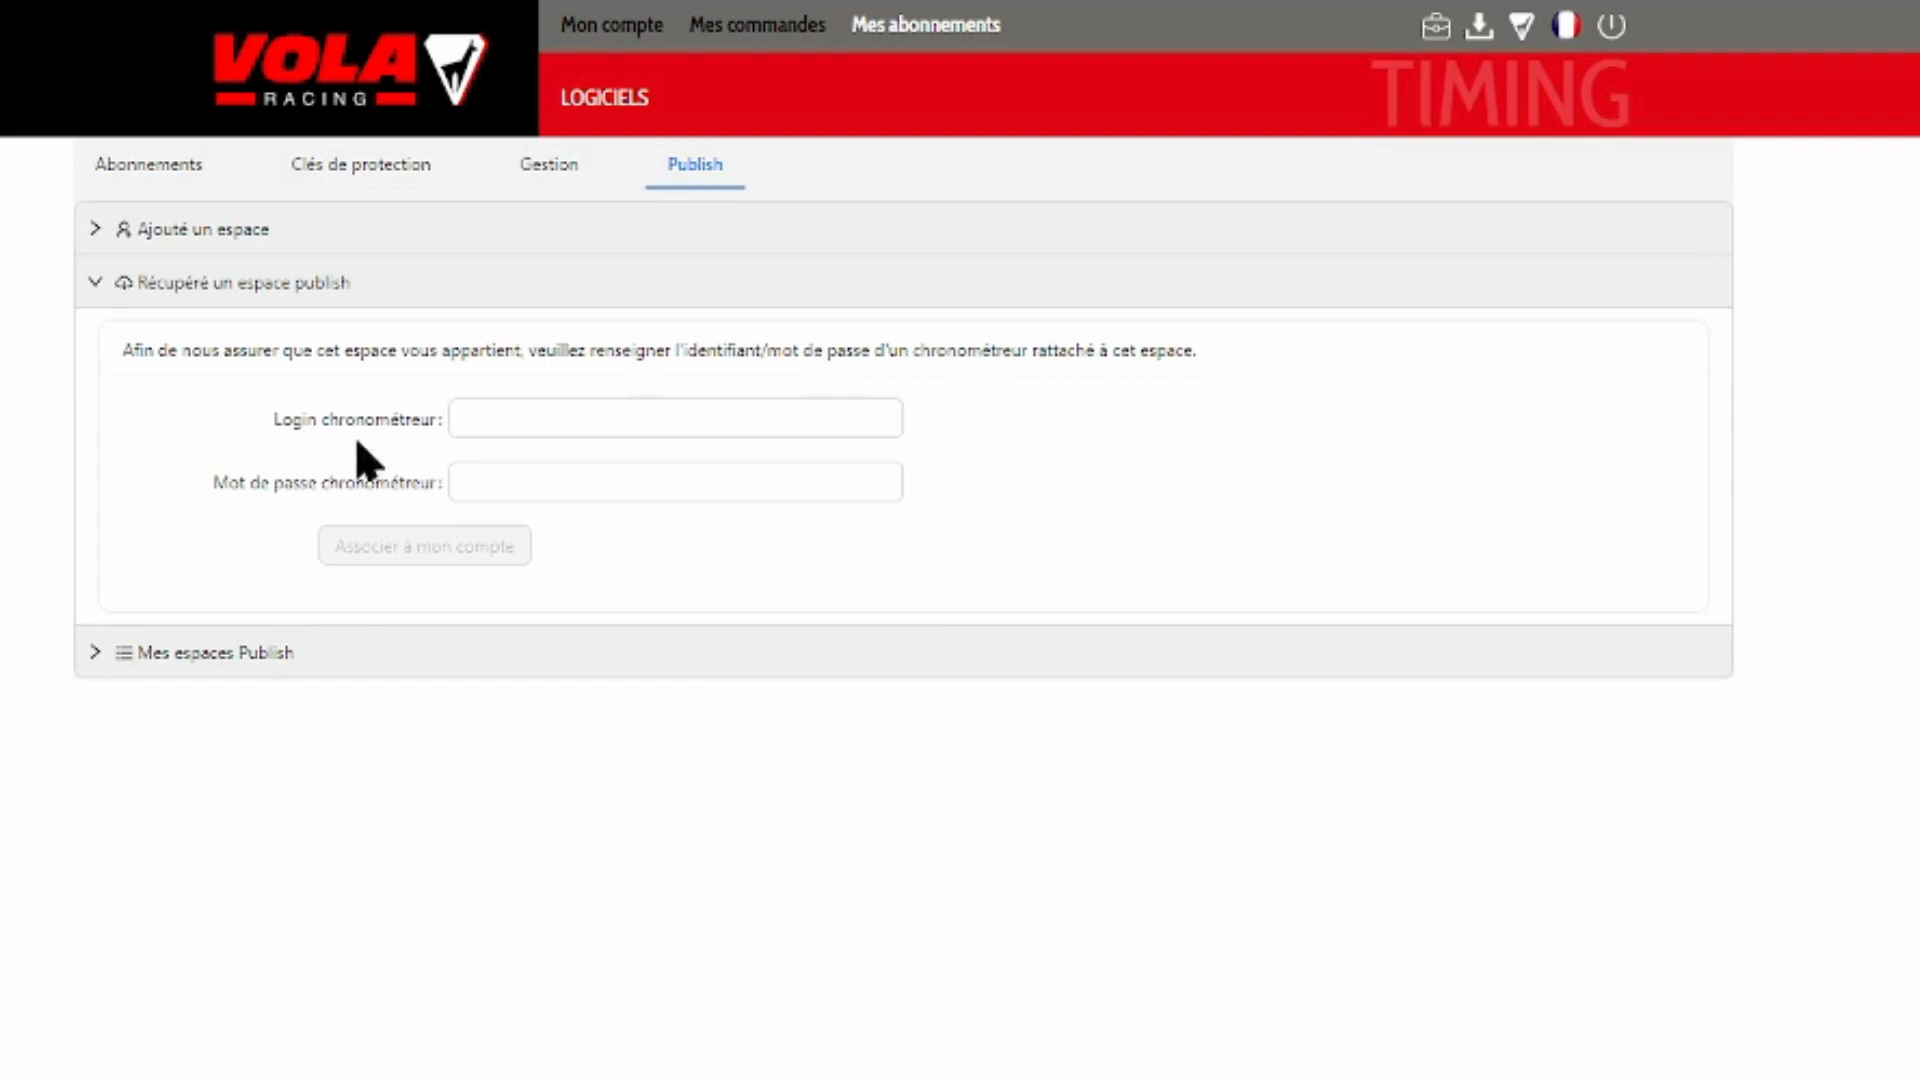 Mon compte Mes commandes Mes abonnements
VOLA
RACING
LOGICIELS
TIMING
Abonnements Clés de protection Gestion Publish
Ajouté un espace
Récupéré un espace publish
Afin de nous assurer que cet espace vous appartient, veuillez renseigner l'identifiant/mot de passe d'un chronométreur rattaché à cet espace.
Login chronométreur :
Mot de passe chronométreur :
Associer à mon compte
Mes espaces Publish